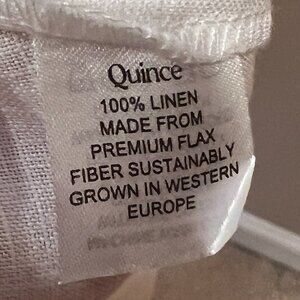 Quince
100% LINEN
MADE FROM
PREMIUM FLAX
FIBER SUSTAINABLY
GROWN IN WESTERN
EUROPE